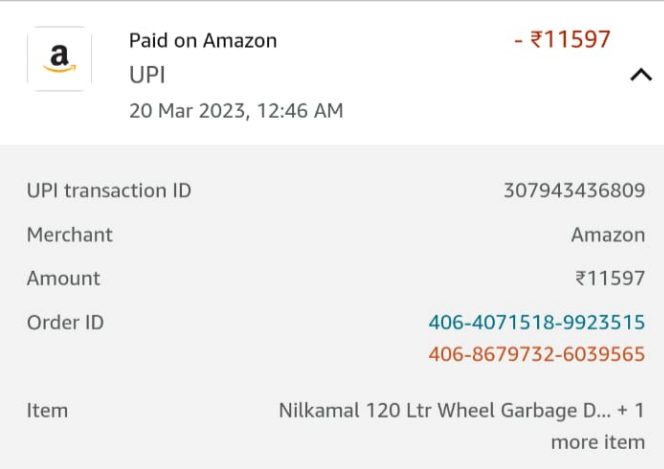 a
Paid on Amazon - ₹11597
UPI
20 Mar 2023, 12:46 AM
UPI transaction ID 307943436809
Merchant Amazon
Amount ₹11597
Order ID 406-4071518-9923515
406-8679732-6039565
Item Nilkamal 120 Ltr Wheel Garbage D... + 1
more item